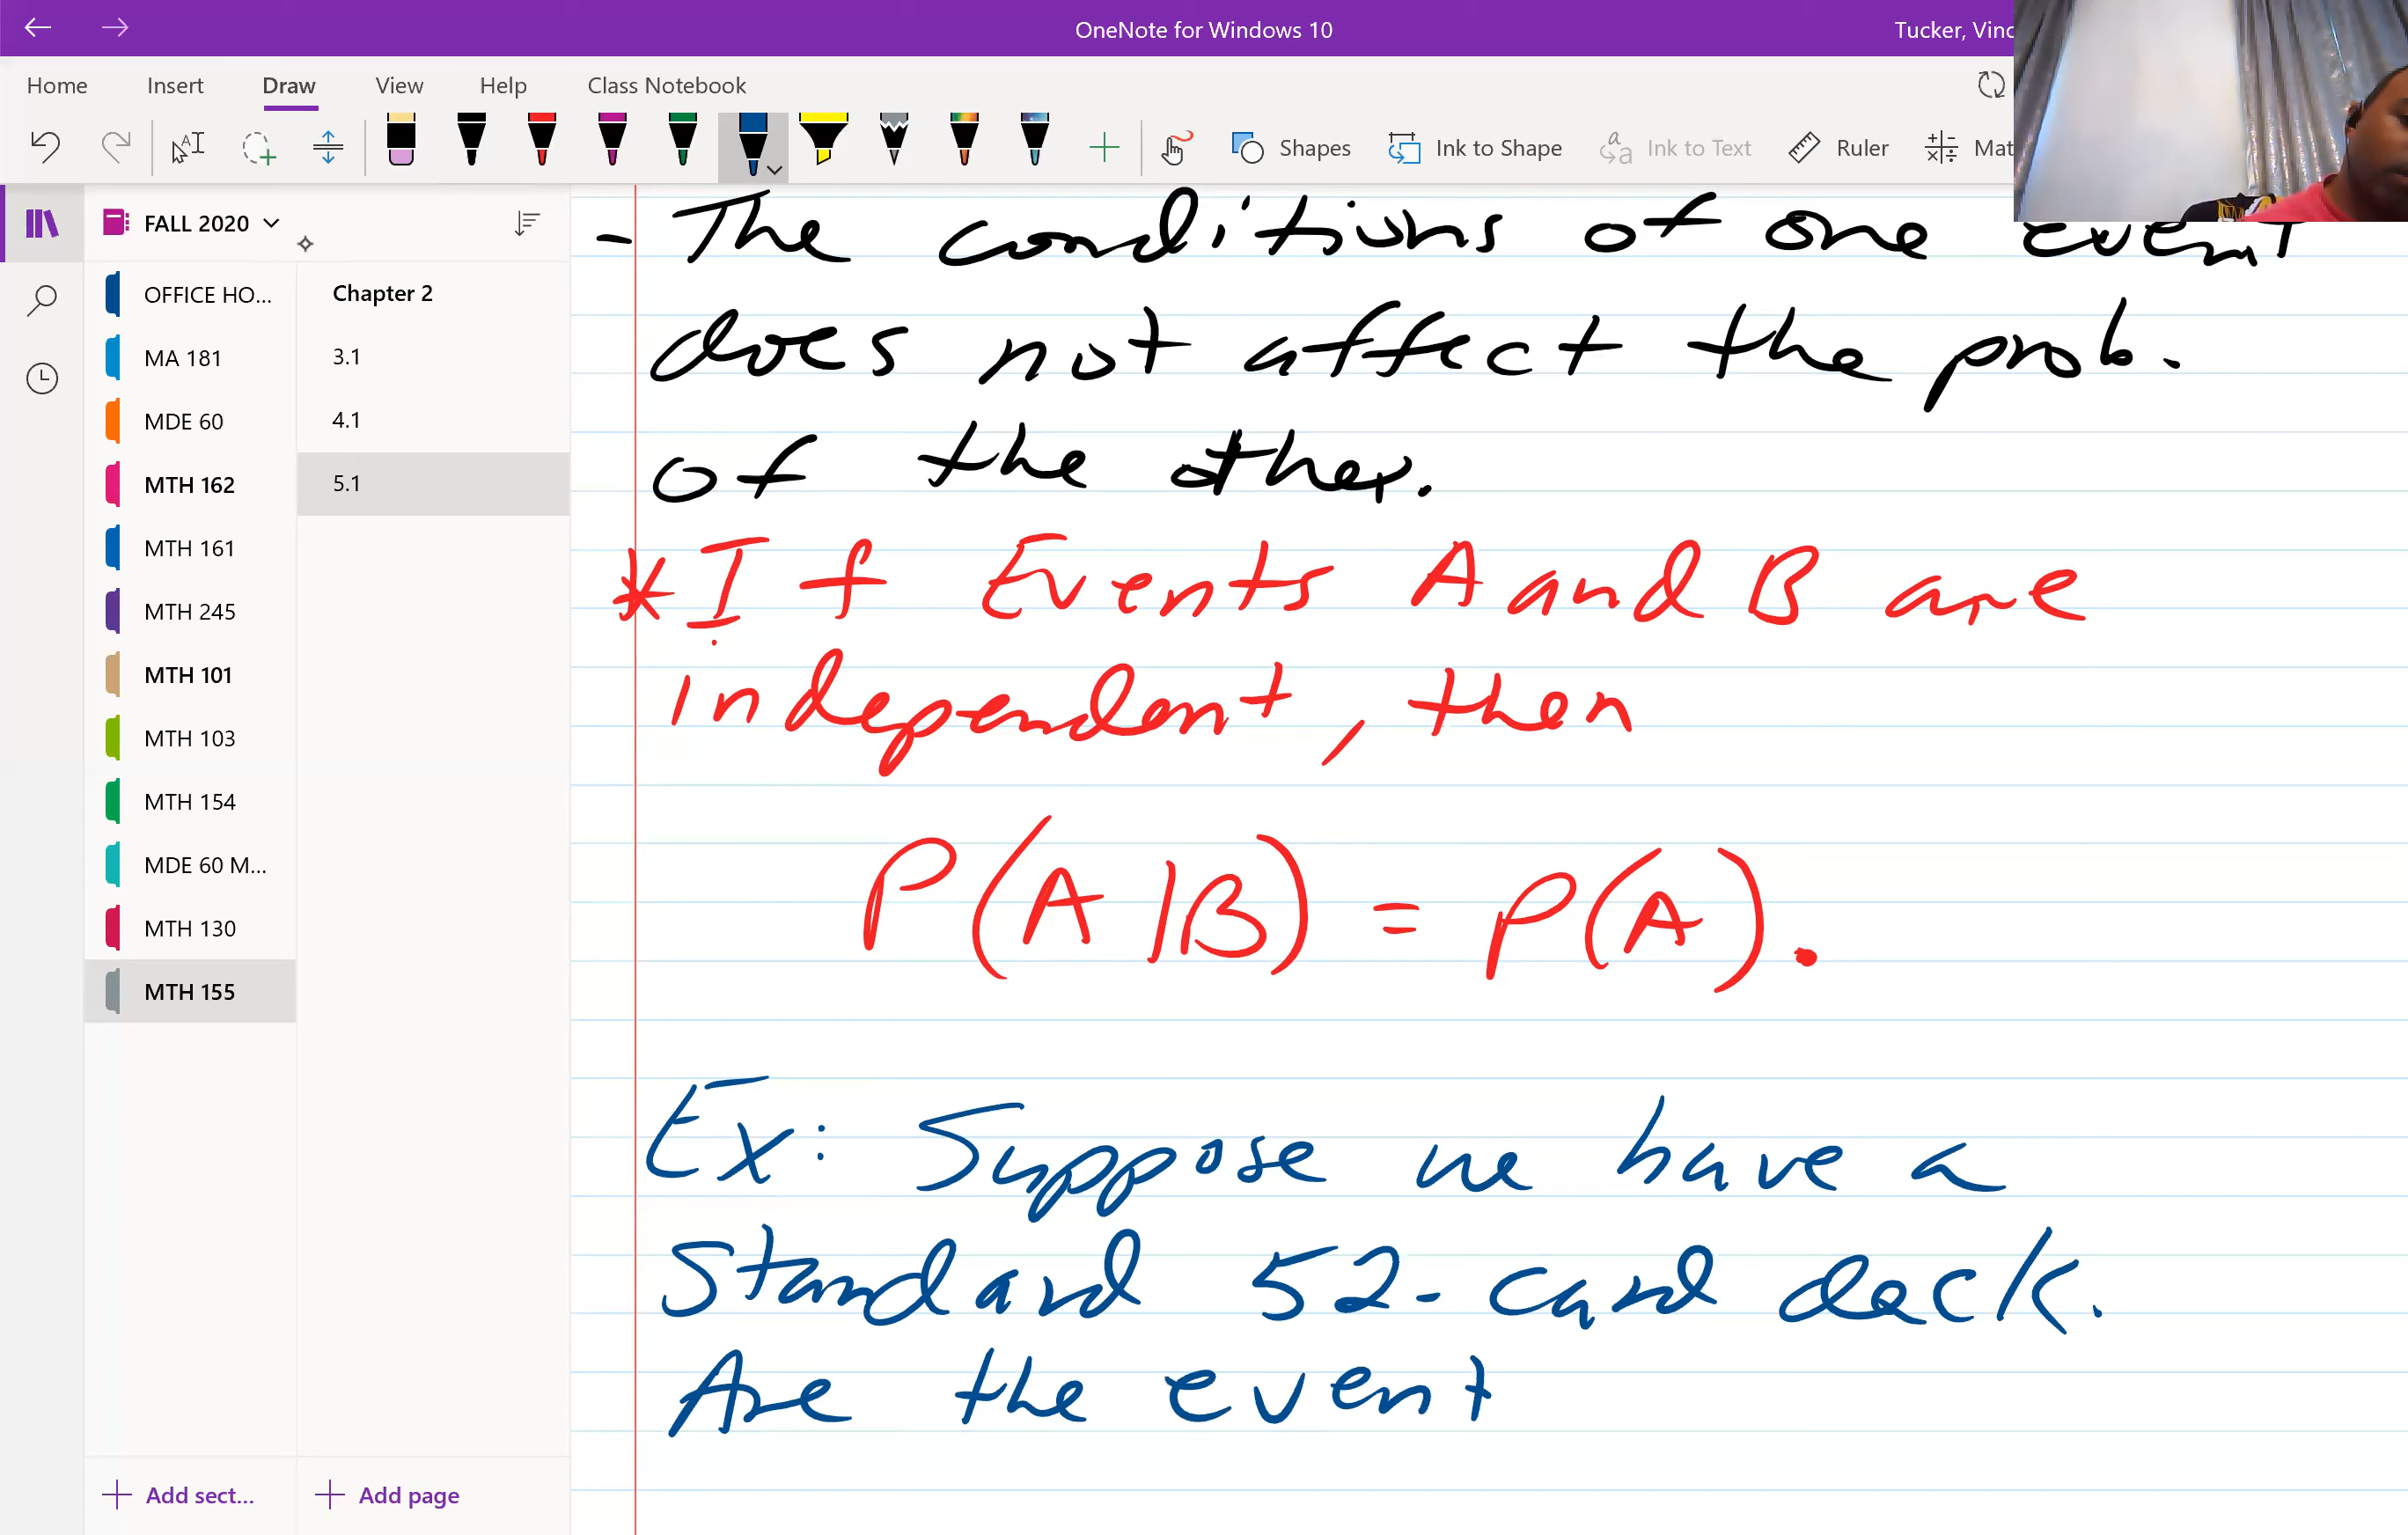 OneNote for Windows 10
Tucker, Vinc
Home Insert Draw View Help Class Notebook
Shapes Ink to Shape Ink to Text Ruler Mat
FALL 2020
OFFICE HO...
MA 181
MDE 60
MTH 162
MTH 161
MTH 245
MTH 101
MTH 103
MTH 154
MDE 60 M...
MTH 130
MTH 155
Add sect...
Chapter 2
3.1
4.1
5.1
Add page
- The conditions of one event
does not affect the prob.
of the other.
* If Events A and B are
independent, then
P(A|B) = P(A).
Ex: Suppose we have a
Standard 52-card deck.
Are the event